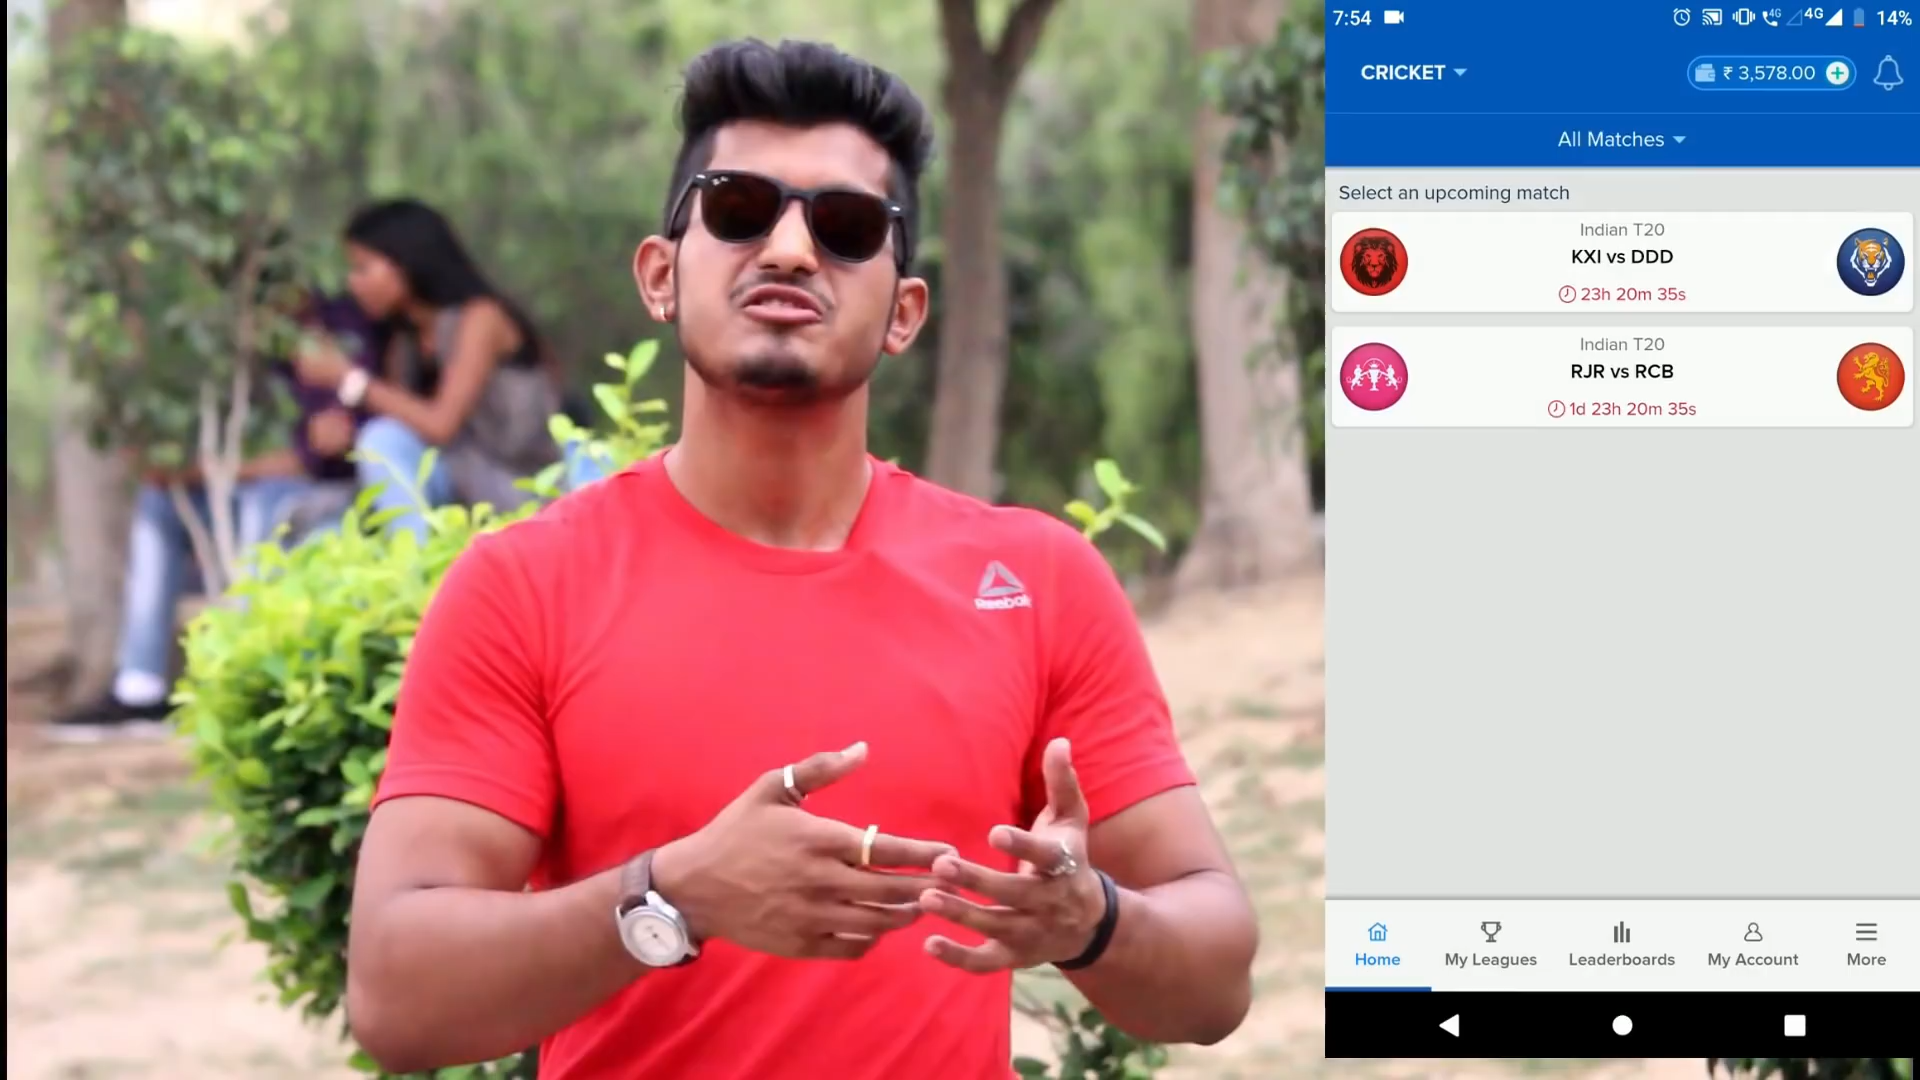 Reebok
7:54
4G
4G
14%
CRICKET
₹ 3,578.00
All Matches
Select an upcoming match
Indian T20
KXI vs DDD
23h 20m 35s
Indian T20
RJR vs RCB
1d 23h 20m 35s
Home
My Leagues
Leaderboards
My Account
More